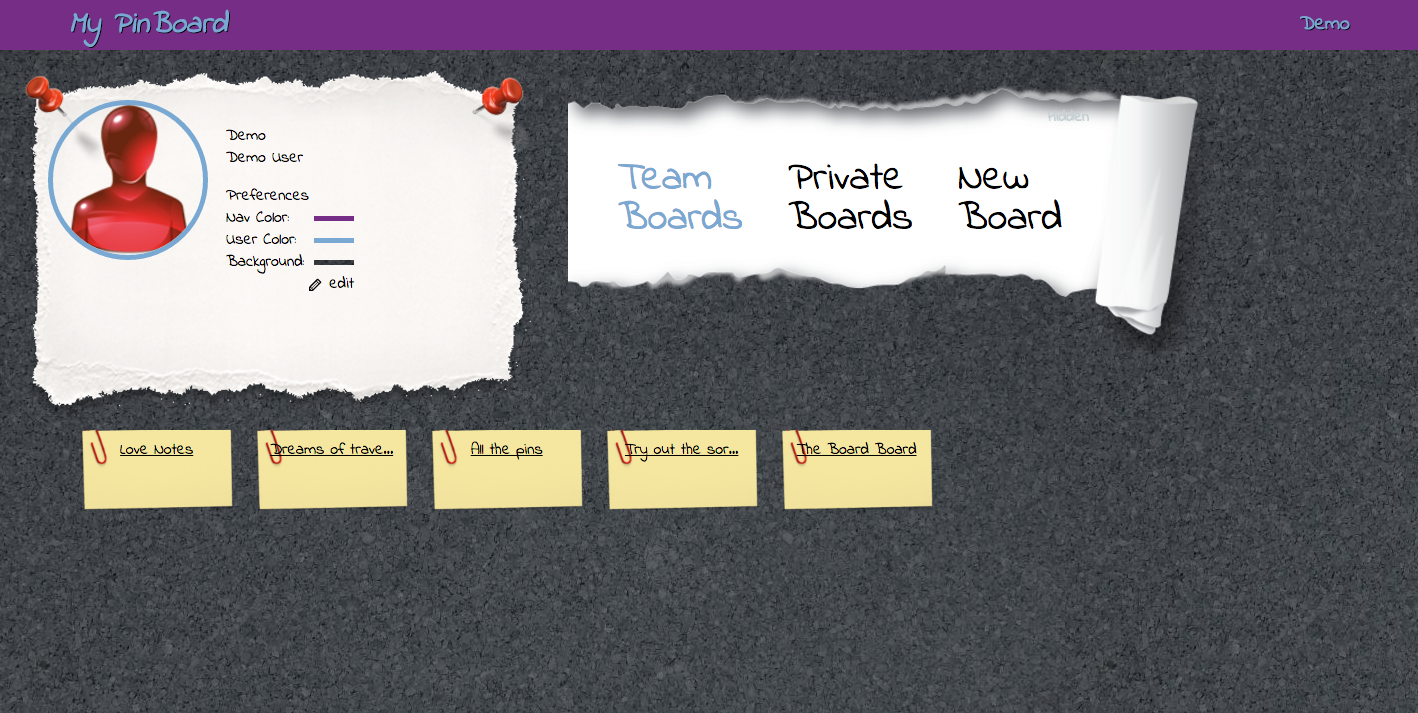 My PinBoard
Demo
Demo
Demo User
Preferences
Nav Color:
User Color:
Background:
edit
Hidden
Team
Boards
Private
Boards
New
Board
Love Notes
Dreams of trave...
All the pins
Try out the sor...
The Board Board